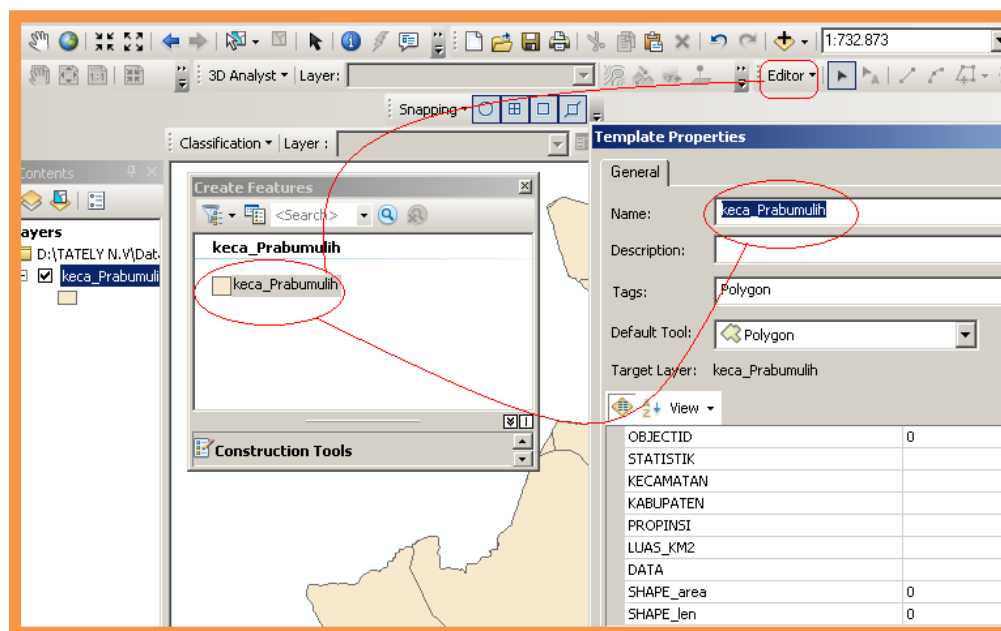 1:732.873
3D Analyst Layer: Editor
Snapping
Classification Layer :
Template Properties
Contents
General
Create Features
Name: keca_Prabumulih
<Search>
ayers
keca_Prabumulih
D:\TATELY N.V\Dat
Description:
keca_Prabumuli
keca_Prabumulih
Tags: Polygon
Default Tool: Polygon
Target Layer: keca_Prabumulih
View
OBJECTID 0
Construction Tools
STATISTIK
KECAMATAN
KABUPATEN
PROPINSI
LUAS_KM2
DATA
SHAPE_area 0
SHAPE_len 0